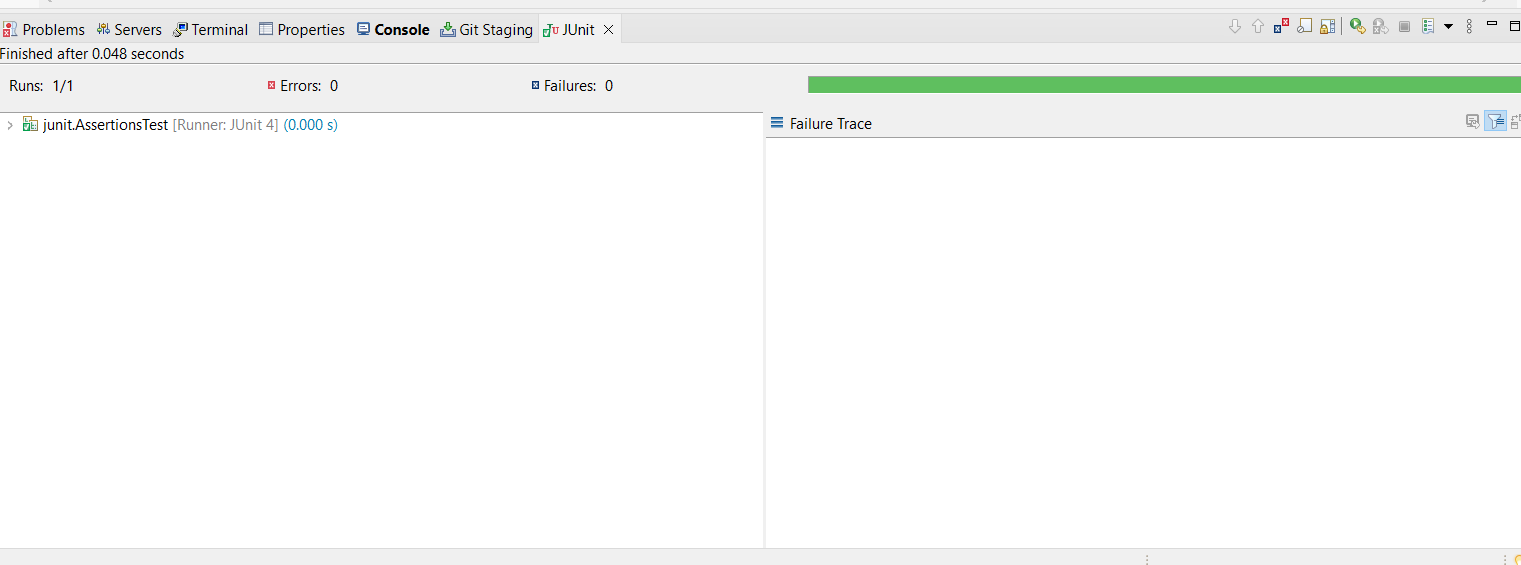 Problems Servers Terminal Properties Console Git Staging JUnit
Finished after 0.048 seconds
Runs: 1/1 Errors: 0 Failures: 0
junit.AssertionsTest [Runner: JUnit 4] (0.000 s)
Failure Trace